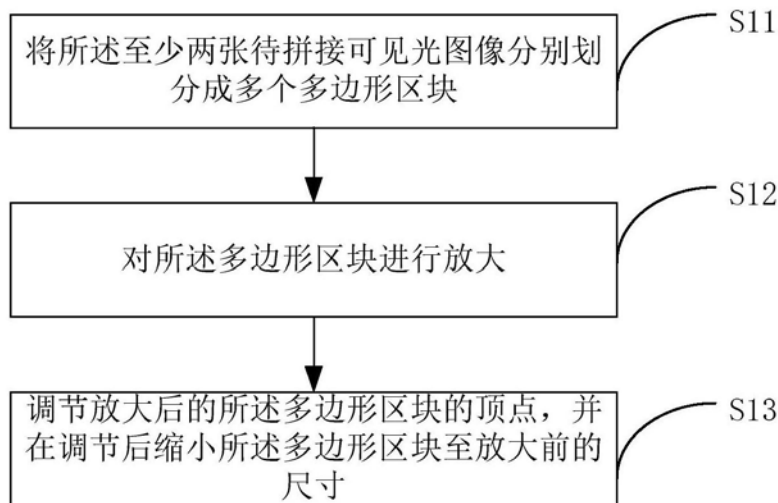 将所述至少两张待拼接可见光图像分别划
分成多个多边形区块
S11
对所述多边形区块进行放大
S12
调节放大后的所述多边形区块的顶点，并
在调节后缩小所述多边形区块至放大前的
尺寸
S13